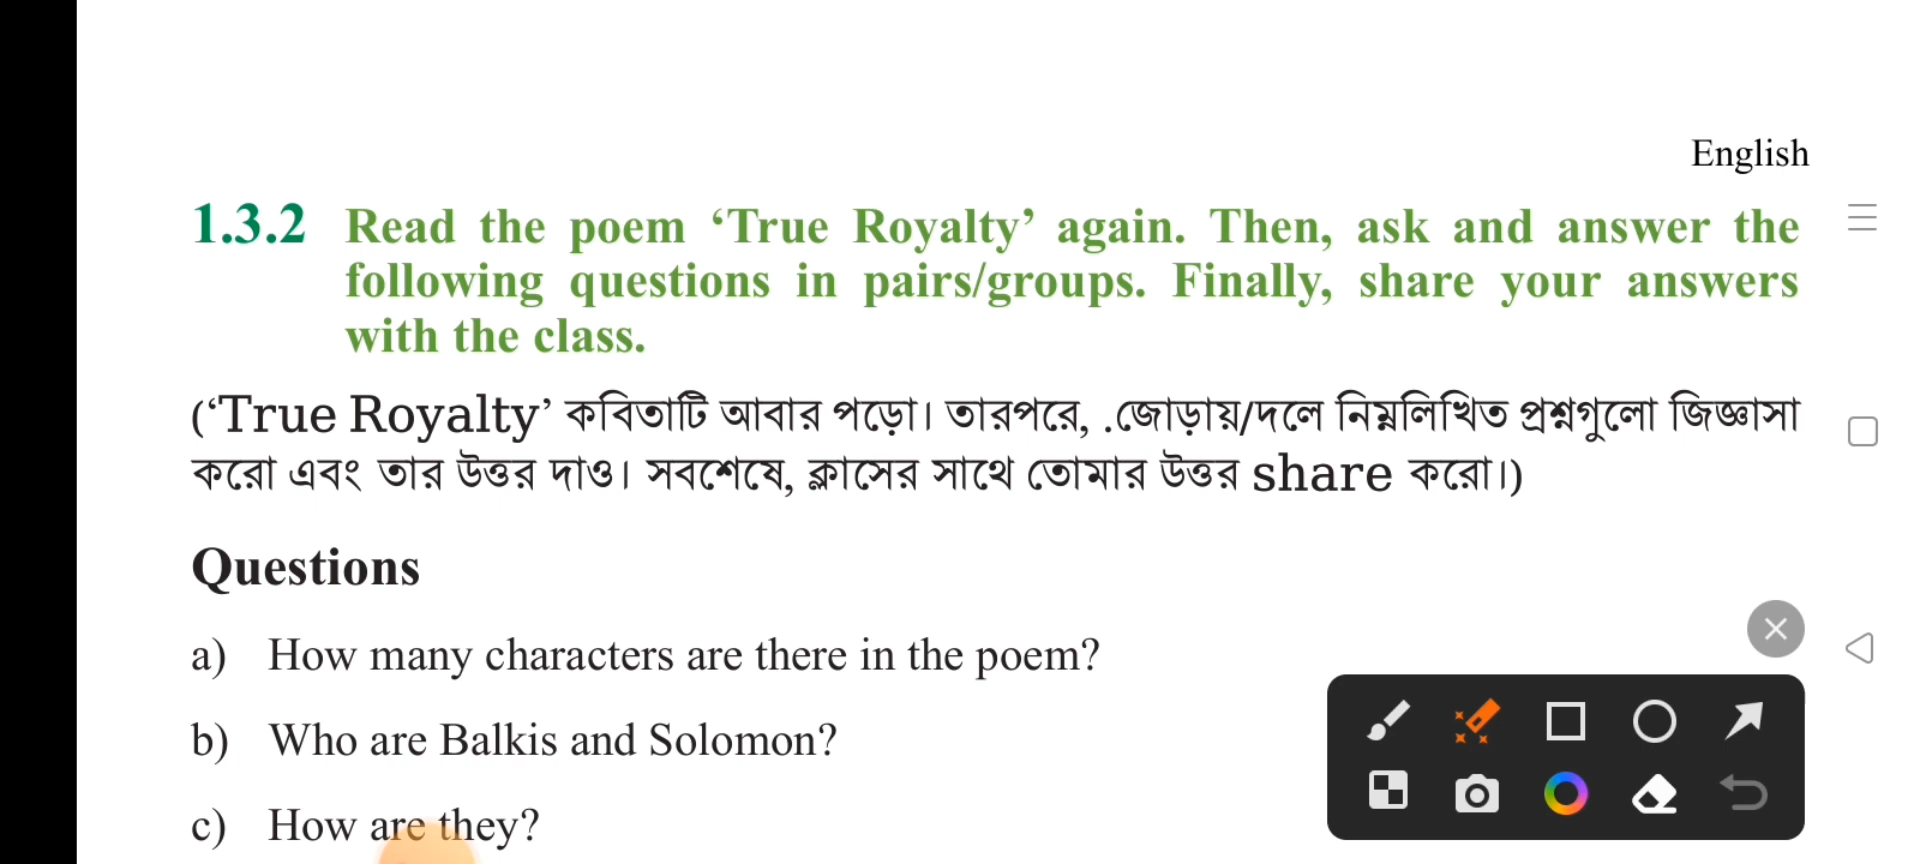 English
1.3.2 Read the poem ‘True Royalty’ again. Then, ask and answer the
following questions in pairs/groups. Finally, share your answers
with the class.
(‘True Royalty’ কবিতাটি আবার পড়ো। তারপরে, .জোড়ায়/দলে নিম্নলিখিত প্রশ্নগুলো জিজ্ঞাসা
করো এবং তার উত্তর দাও। সবশেষে, ক্লাসের সাথে তোমার উত্তর share করো।)
Questions
a) How many characters are there in the poem?
b) Who are Balkis and Solomon?
c) How are they?